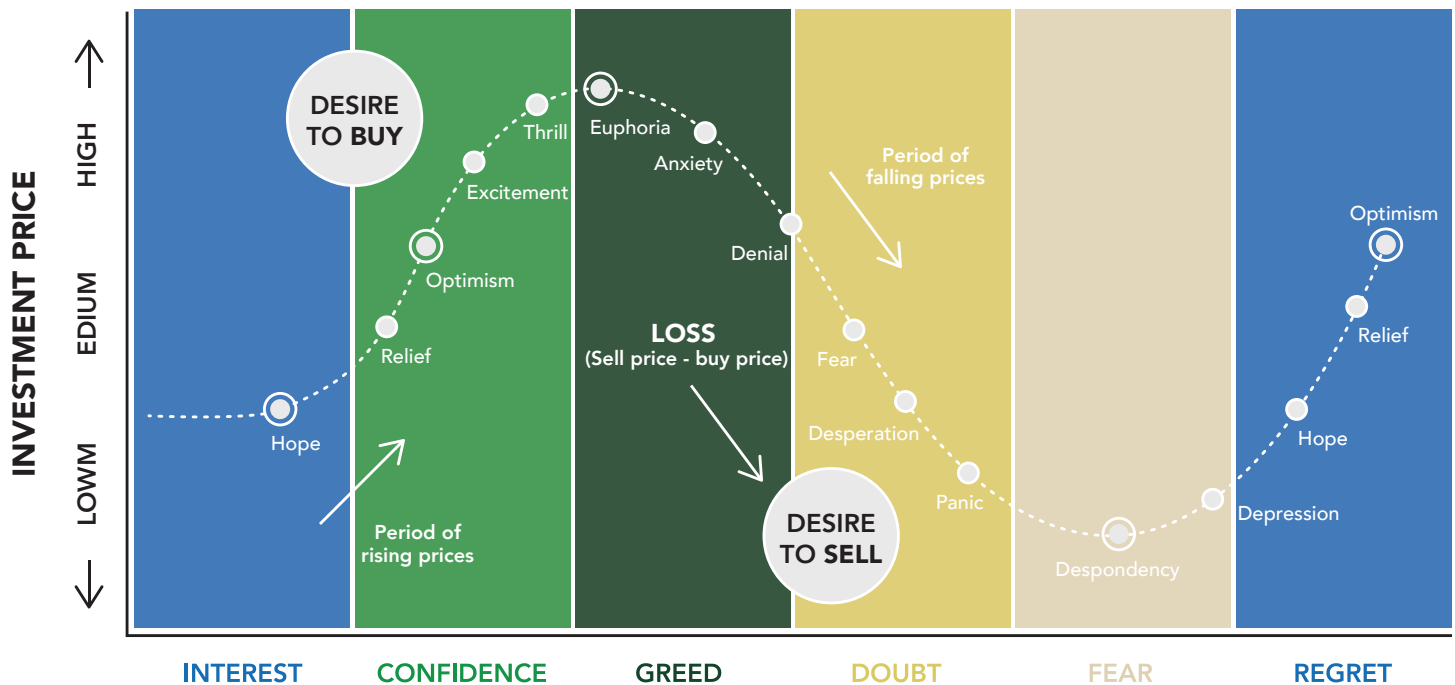 INVESTMENT PRICE
HIGH
EDIUM
LOWM
DESIRE
TO BUY
Hope
Period of
rising prices
Relief
Optimism
Excitement
Thrill
Euphoria
Anxiety
Denial
LOSS
(Sell price - buy price)
DESIRE
TO SELL
Period of
falling prices
Fear
Desperation
Panic
Despondency
Depression
Hope
Relief
Optimism
INTEREST
CONFIDENCE
GREED
DOUBT
FEAR
REGRET